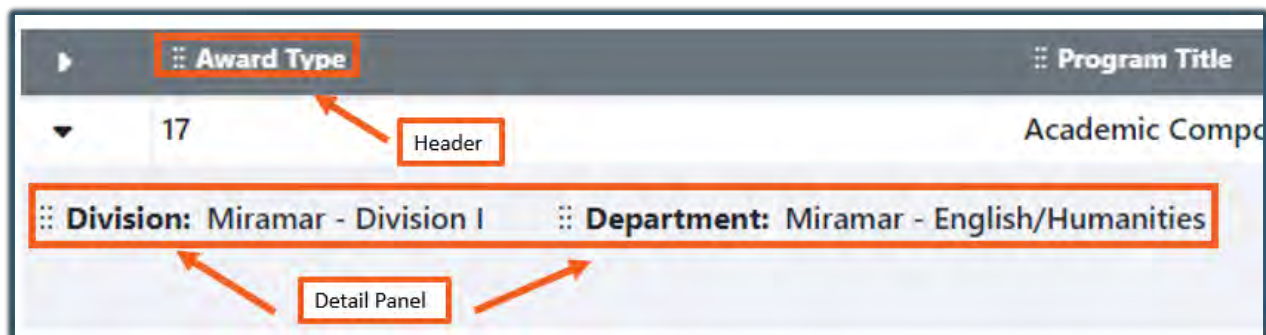 Award Type Program Title
17 Academic Compo
Header
Division: Miramar - Division I Department: Miramar - English/Humanities
Detail Panel